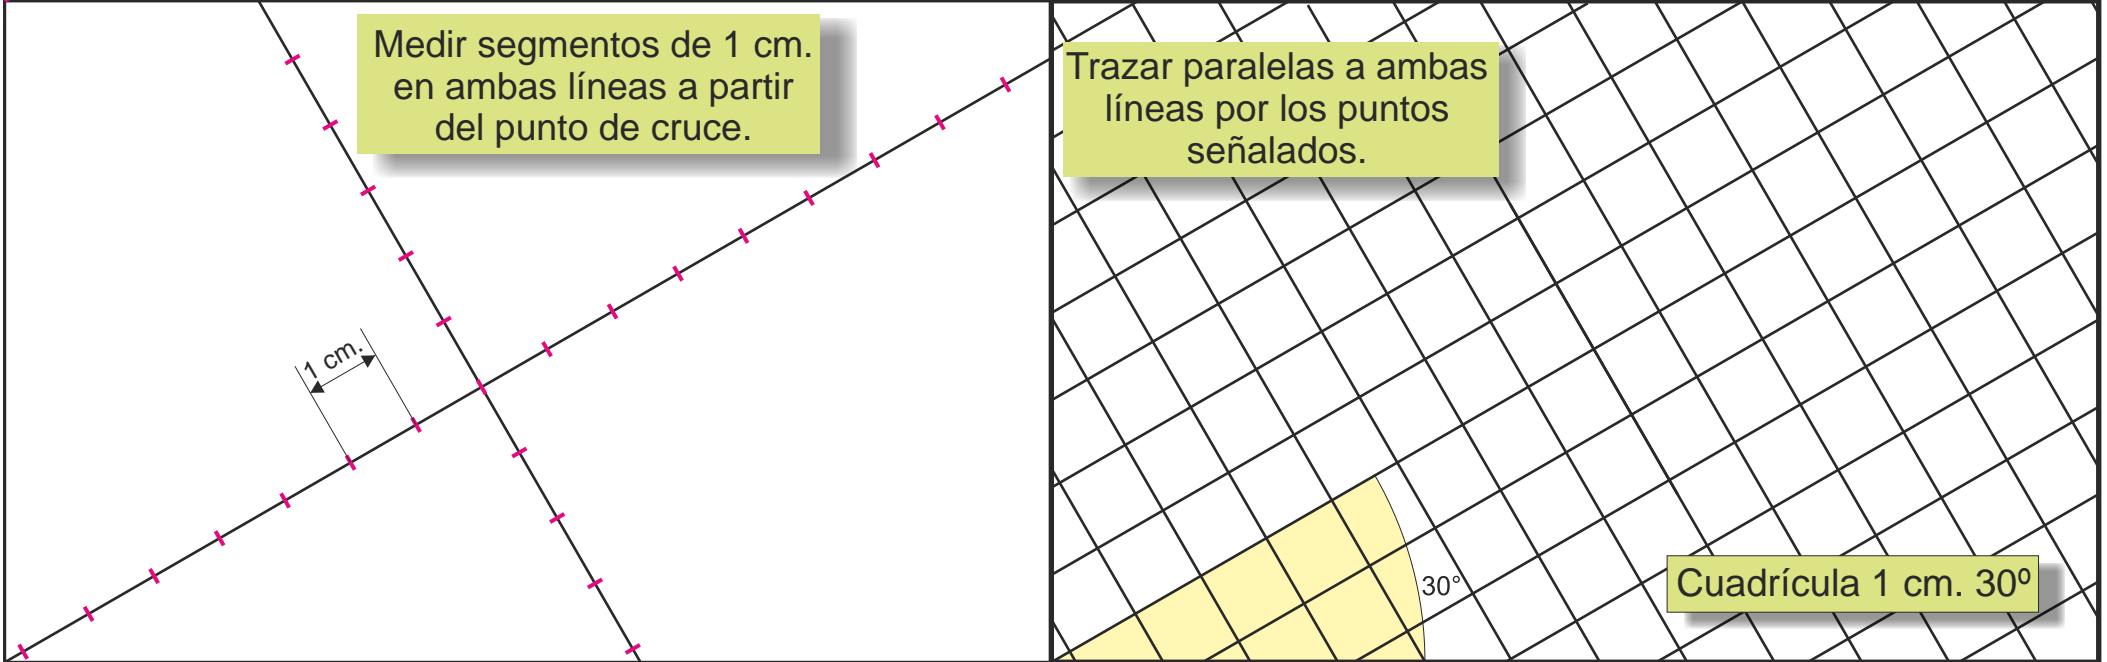 Medir segmentos de 1 cm.
en ambas líneas a partir
del punto de cruce.
1 cm.
Trazar paralelas a ambas
líneas por los puntos
señalados.
30°
Cuadrícula 1 cm. 30º